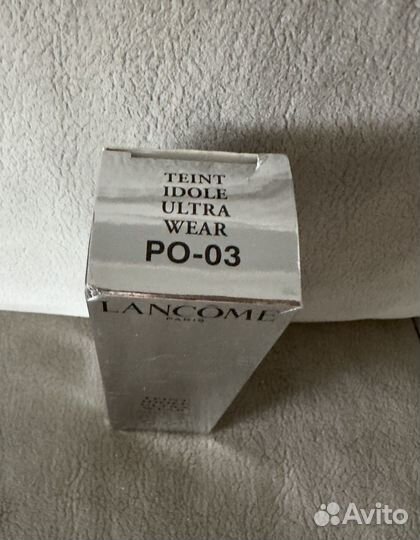 TEINT
IDOLE
ULTRA
WEAR
PO-03
LANCOME
PARIS
Avito